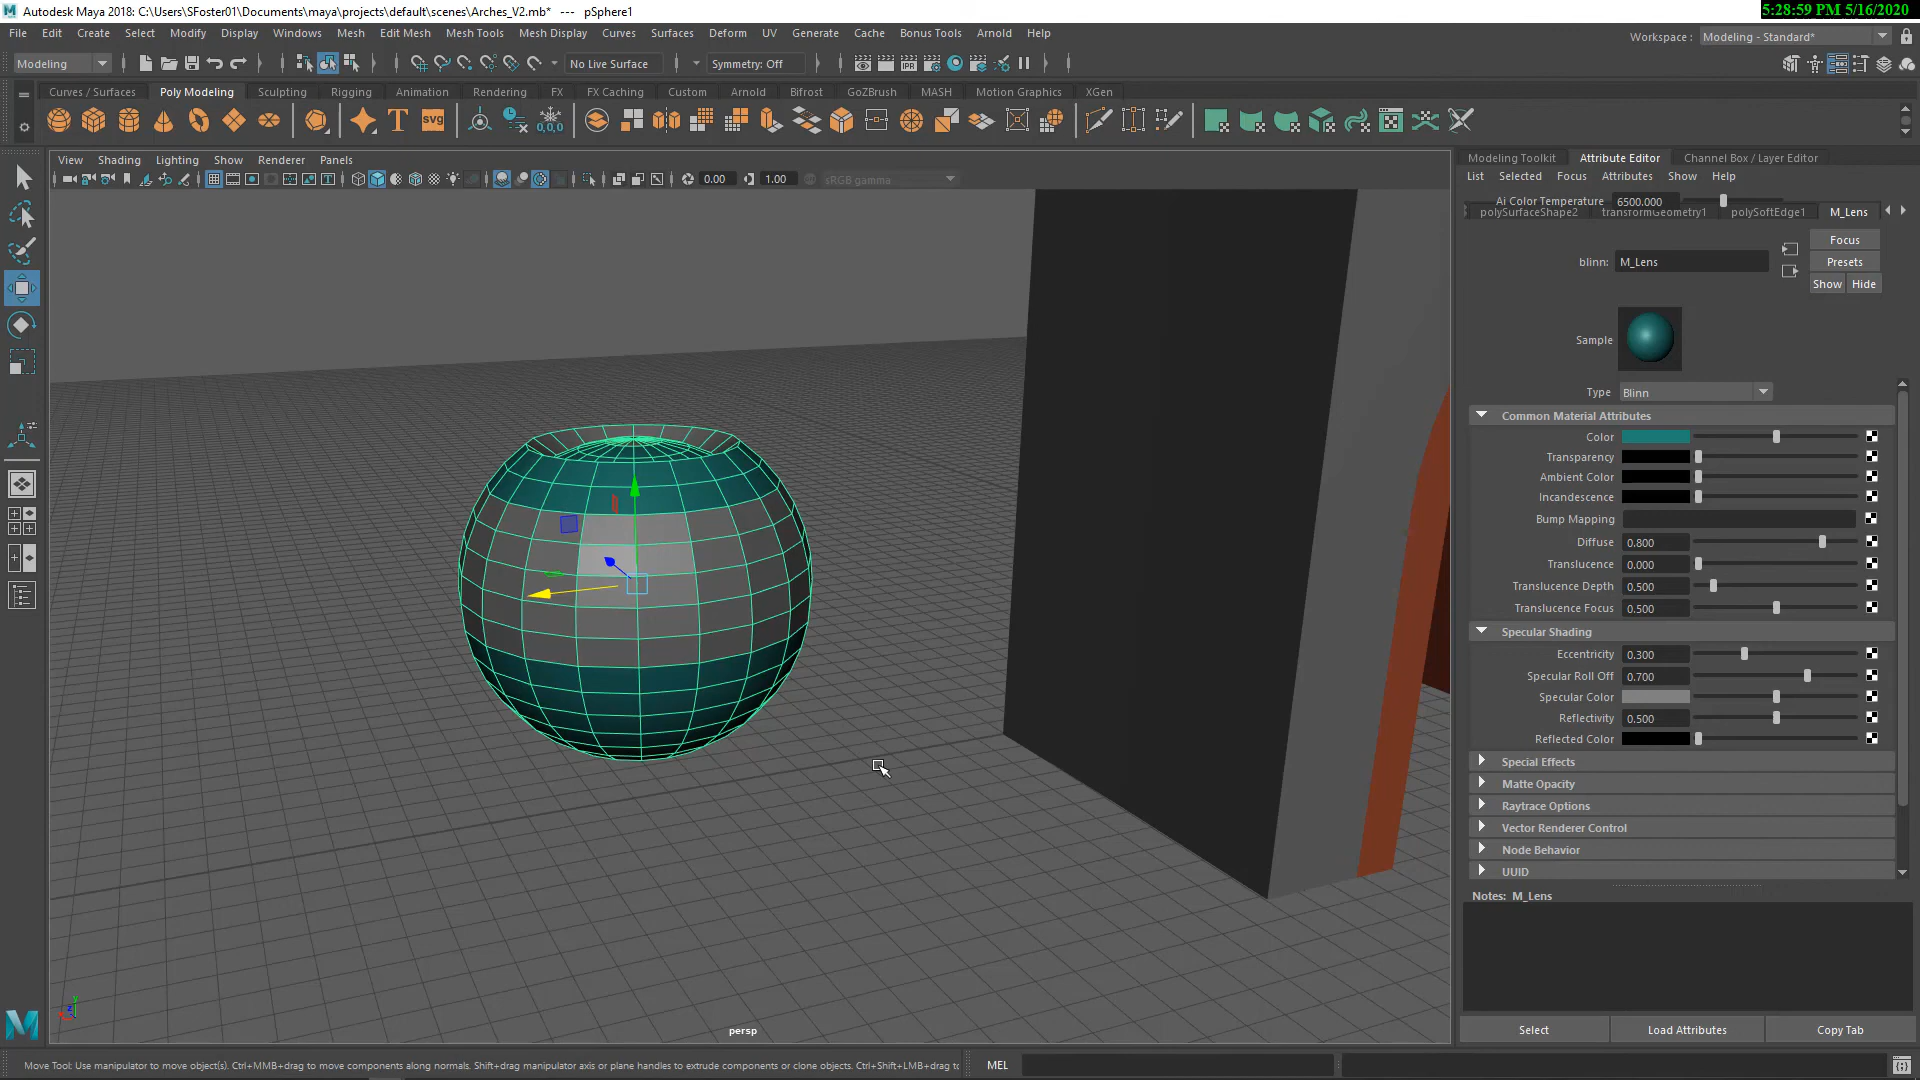 Autodesk Maya 2018: C:\Users\SFoster01\Documents\maya\projects\default\scenes\Arches_V2.mb* --- pSphere1
5:28:59 PM 5/16/2020
File Edit Create Select Modify Display Windows Mesh Edit Mesh Mesh Tools Mesh Display Curves Surfaces Deform UV Generate Cache Bonus Tools Arnold Help
Workspace : Modeling - Standard*
Modeling
No Live Surface
Symmetry: Off
Curves / Surfaces Poly Modeling Sculpting Rigging Animation Rendering FX FX Caching Custom Arnold Bifrost GoZBrush MASH Motion Graphics XGen
T svg 0,0,0
View Shading Lighting Show Renderer Panels
0.00 1.00 sRGB gamma
Modeling Toolkit Attribute Editor Channel Box / Layer Editor
List Selected Focus Attributes Show Help
Ai Color Temperature 6500.000
polySurfaceShape2 transformGeometry1 polySoftEdge1 M_Lens
Focus
blinn: M_Lens
Presets
Show Hide
Sample
Type Blinn
Common Material Attributes
Color
Transparency
Ambient Color
Incandescence
Bump Mapping
Diffuse 0.800
Translucence 0.000
Translucence Depth 0.500
Translucence Focus 0.500
Specular Shading
Eccentricity 0.300
Specular Roll Off 0.700
Specular Color
Reflectivity 0.500
Reflected Color
Special Effects
Matte Opacity
Raytrace Options
Vector Renderer Control
Node Behavior
UUID
Notes: M_Lens
Select Load Attributes Copy Tab
persp
Move Tool: Use manipulator to move object(s). Ctrl+MMB+drag to move components along normals. Shift+drag manipulator axis or plane handles to extrude components or clone objects. Ctrl+Shift+LMB+drag to
MEL